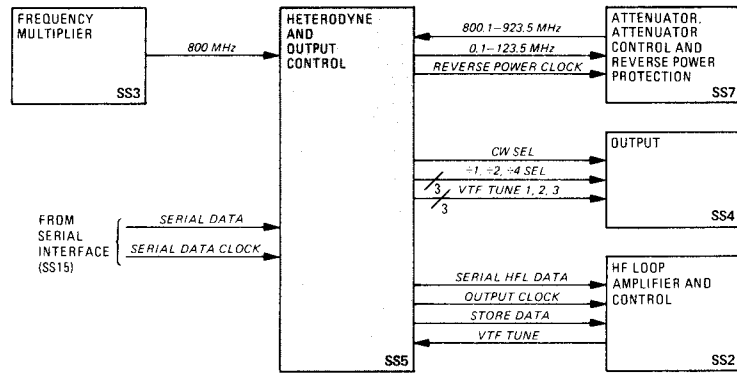 FREQUENCY
MULTIPLIER
SS3
800 MHz
HETERODYNE
AND
OUTPUT
CONTROL
SS5
800.1-923.5 MHz
0.1-123.5 MHz
REVERSE POWER CLOCK
ATTENUATOR,
ATTENUATOR
CONTROL AND
REVERSE POWER
PROTECTION
SS7
CW SEL
÷1, ÷2, ÷4 SEL
3
VTF TUNE 1, 2, 3
3
OUTPUT
SS4
FROM
SERIAL
INTERFACE
(SS15)
SERIAL DATA
SERIAL DATA CLOCK
SERIAL HFL DATA
OUTPUT CLOCK
STORE DATA
VTF TUNE
HF LOOP
AMPLIFIER AND
CONTROL
SS2